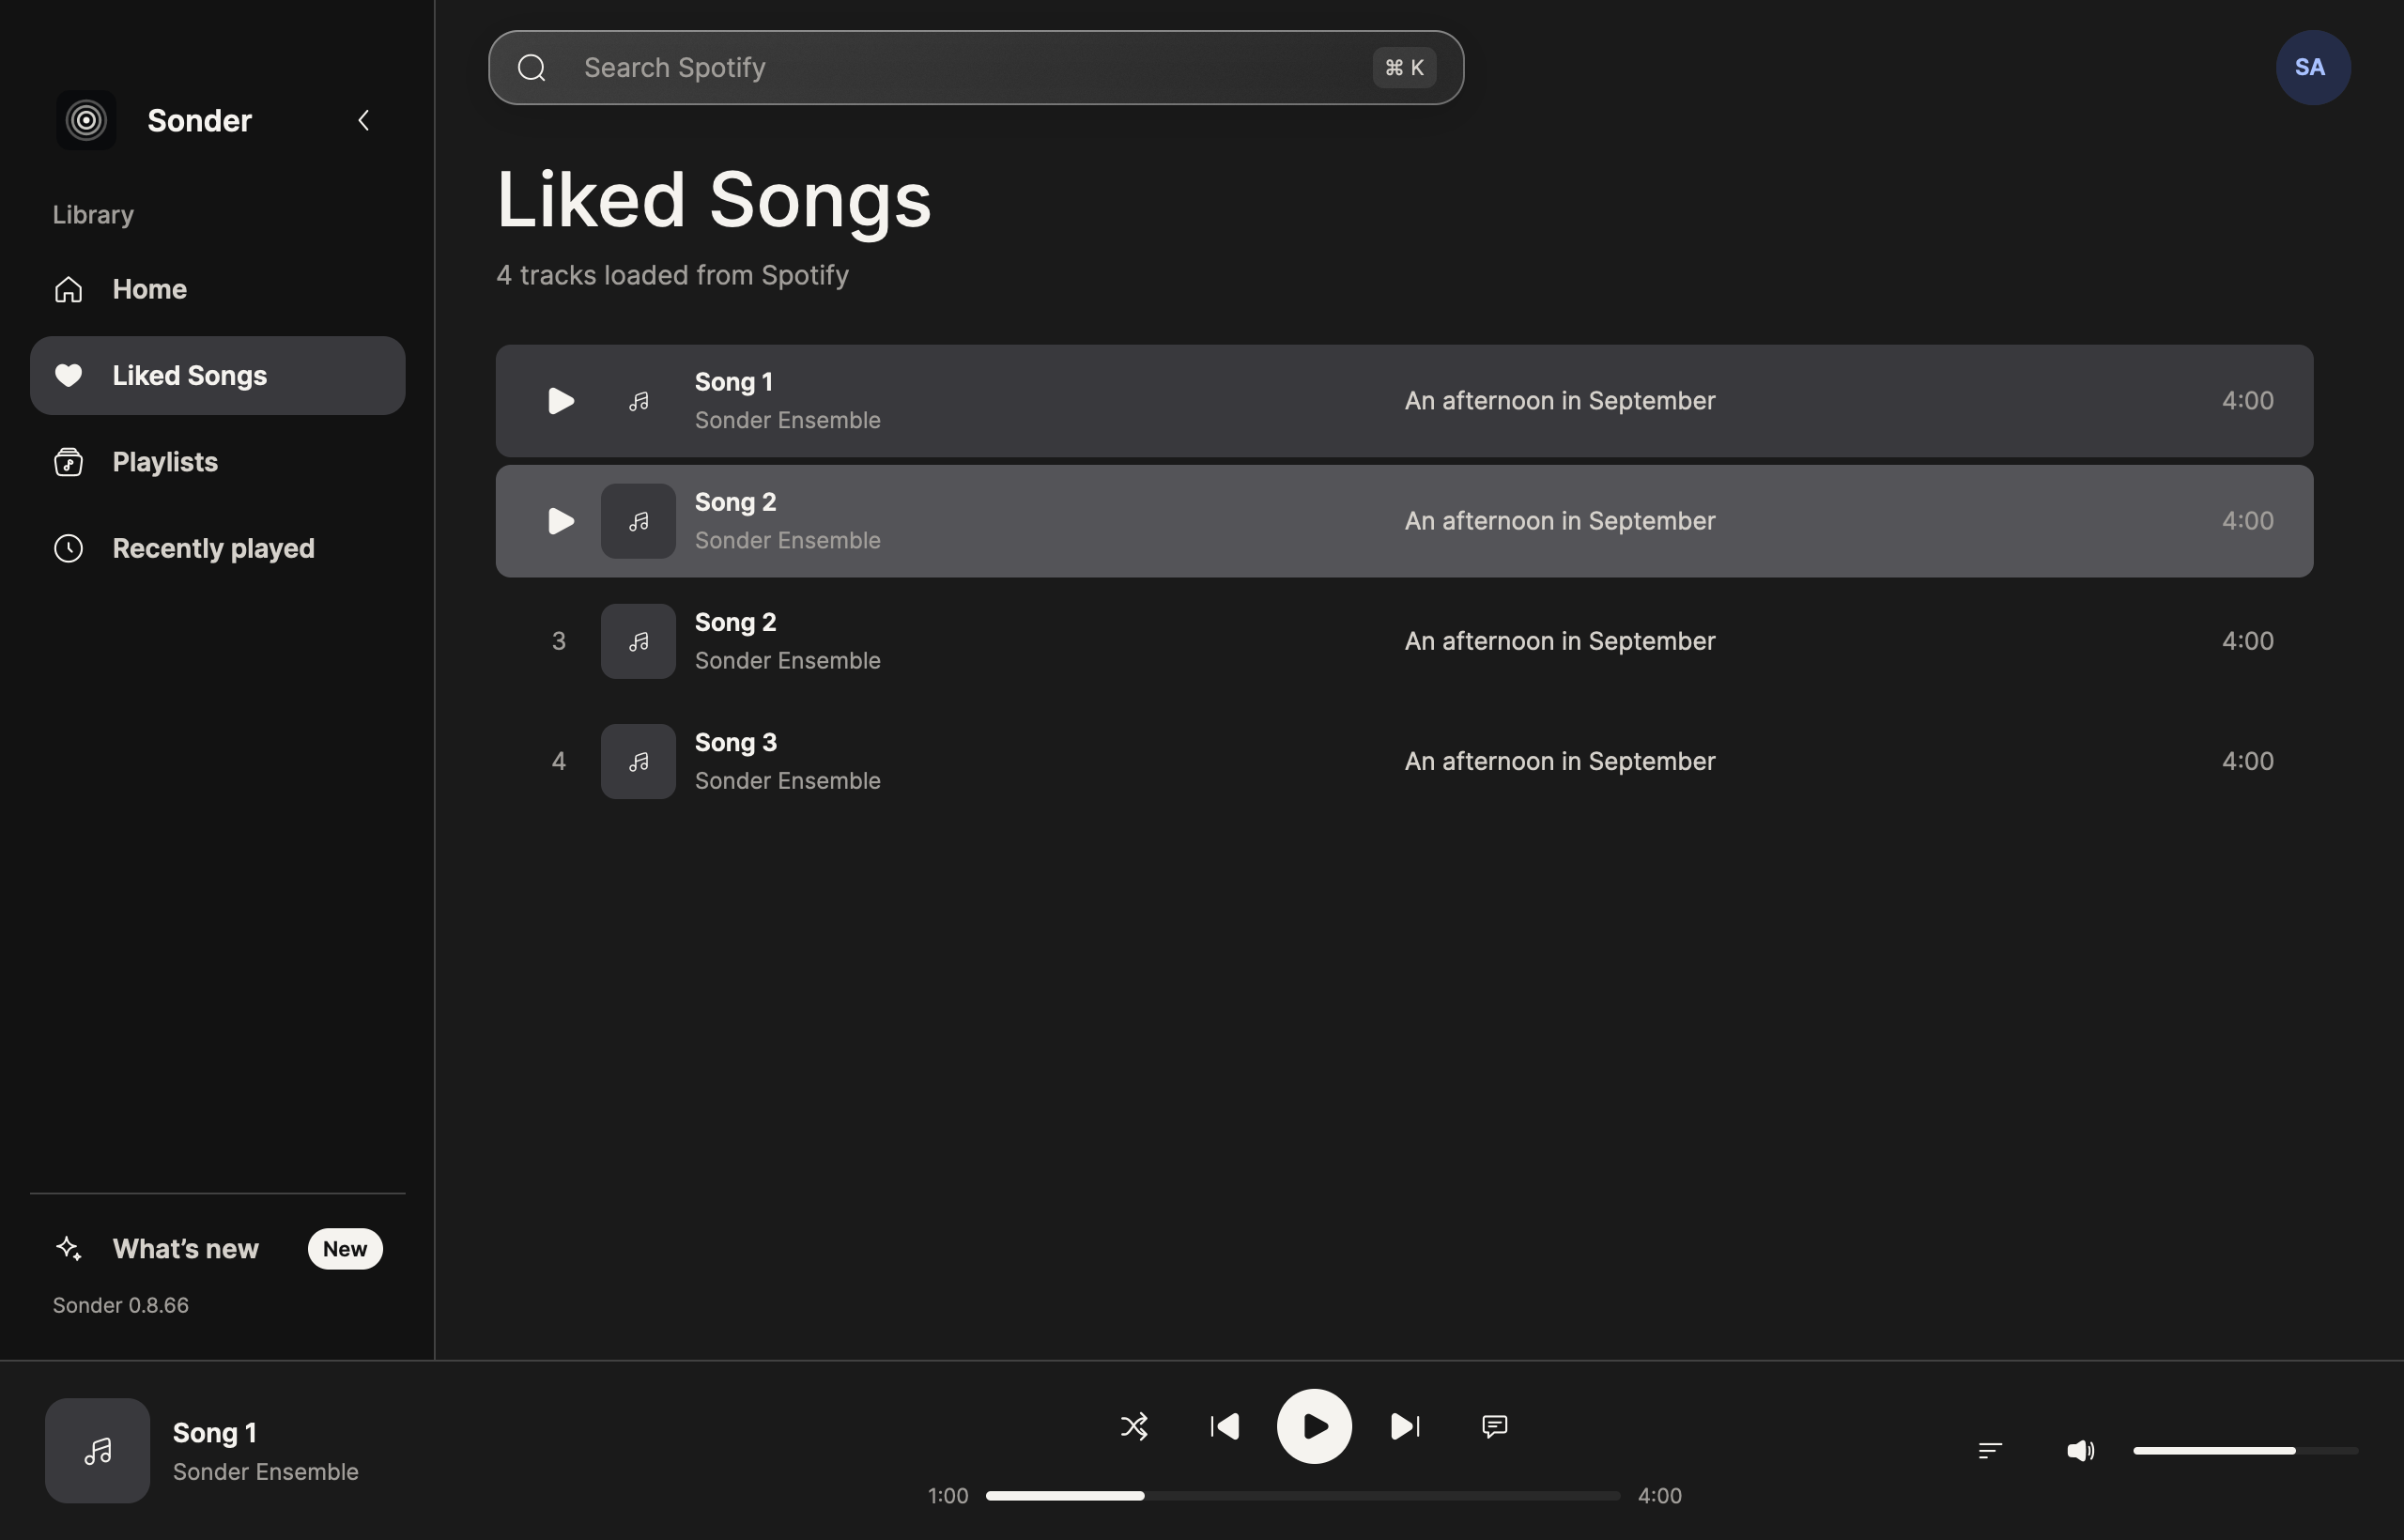 Search Spotify
⌘ K
SA
Sonder
Library
Home
Liked Songs
Playlists
Recently played
What’s new
New
Sonder 0.8.66
Liked Songs
4 tracks loaded from Spotify
Song 1
Sonder Ensemble
An afternoon in September
4:00
Song 2
Sonder Ensemble
An afternoon in September
4:00
3
Song 2
Sonder Ensemble
An afternoon in September
4:00
4
Song 3
Sonder Ensemble
An afternoon in September
4:00
Song 1
Sonder Ensemble
1:00
4:00